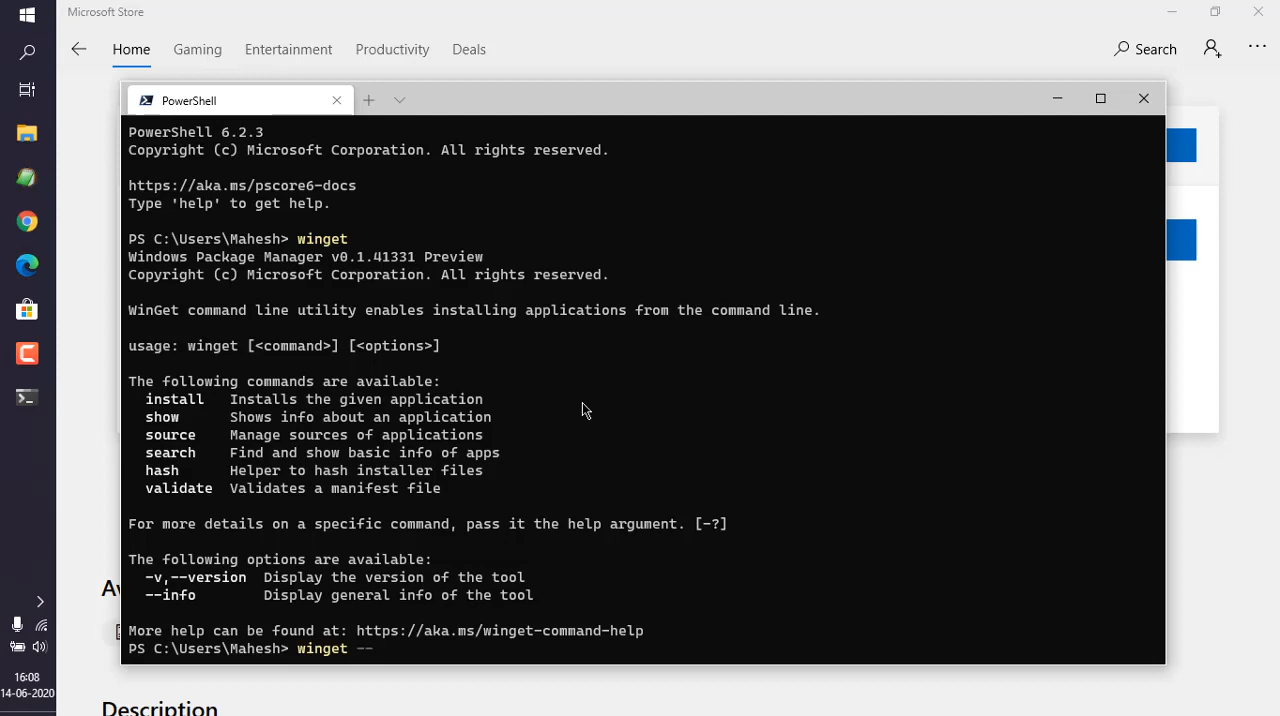 Microsoft Store
Home Gaming Entertainment Productivity Deals Search
PowerShell
PowerShell 6.2.3
Copyright (c) Microsoft Corporation. All rights reserved.
https://aka.ms/pscore6-docs
Type 'help' to get help.
PS C:\Users\Mahesh> winget
Windows Package Manager v0.1.41331 Preview
Copyright (c) Microsoft Corporation. All rights reserved.
WinGet command line utility enables installing applications from the command line.
usage: winget [<command>] [<options>]
The following commands are available:
install Installs the given application
show Shows info about an application
source Manage sources of applications
search Find and show basic info of apps
hash Helper to hash installer files
validate Validates a manifest file
For more details on a specific command, pass it the help argument. [-?]
The following options are available:
-v,--version Display the version of the tool
--info Display general info of the tool
More help can be found at: https://aka.ms/winget-command-help
PS C:\Users\Mahesh> winget --
16:08
14-06-2020
Description